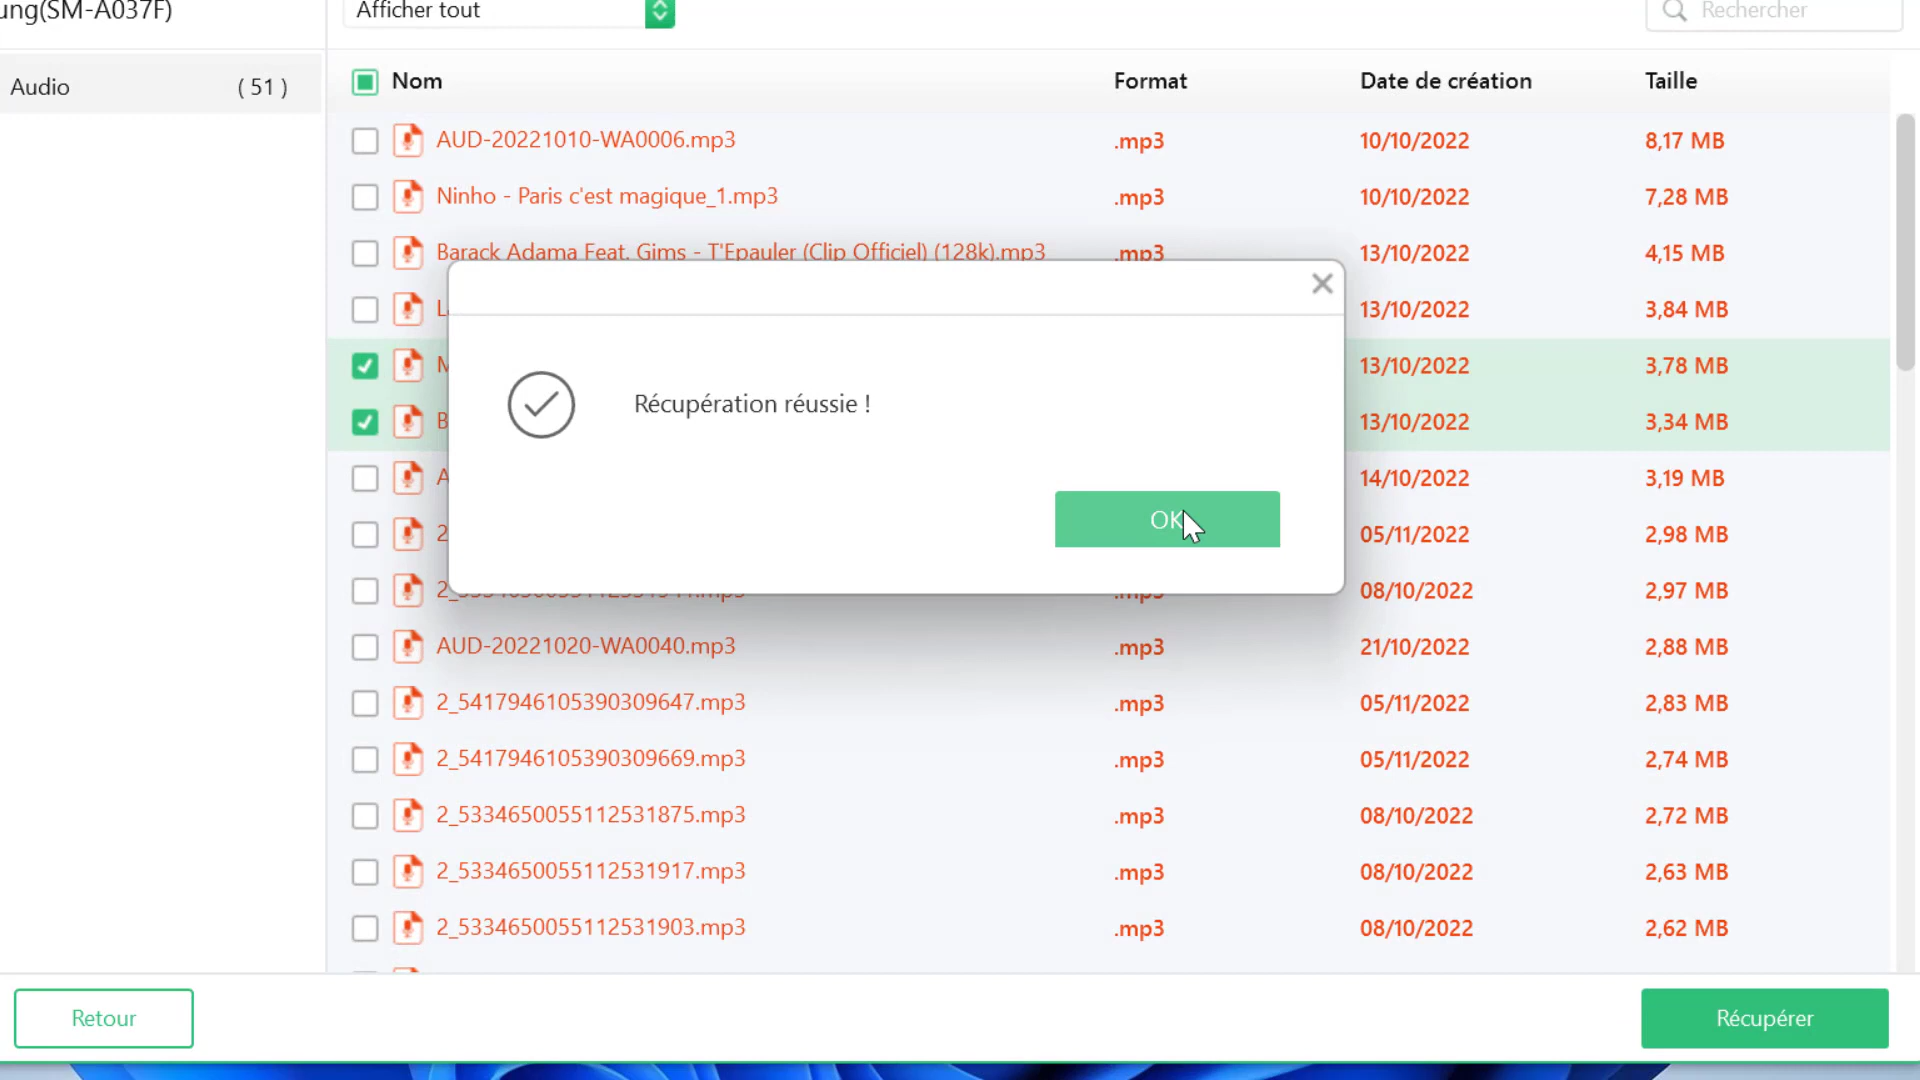 ung(SM-A037F)
Afficher tout
Rechercher
Audio ( 51 )
Nom Format Date de création Taille
AUD-20221010-WA0006.mp3 .mp3 10/10/2022 8,17 MB
Ninho - Paris c'est magique_1.mp3 .mp3 10/10/2022 7,28 MB
Barack Adama Feat. Gims - T'Epauler (Clip Officiel) (128k).mp3 .mp3 13/10/2022 4,15 MB
L 13/10/2022 3,84 MB
M 13/10/2022 3,78 MB
B 13/10/2022 3,34 MB
A 14/10/2022 3,19 MB
2 05/11/2022 2,98 MB
Récupération réussie !
OK
.mp3 08/10/2022 2,97 MB
AUD-20221020-WA0040.mp3 .mp3 21/10/2022 2,88 MB
2_5417946105390309647.mp3 .mp3 05/11/2022 2,83 MB
2_5417946105390309669.mp3 .mp3 05/11/2022 2,74 MB
2_5334650055112531875.mp3 .mp3 08/10/2022 2,72 MB
2_5334650055112531917.mp3 .mp3 08/10/2022 2,63 MB
2_5334650055112531903.mp3 .mp3 08/10/2022 2,62 MB
Retour
Récupérer